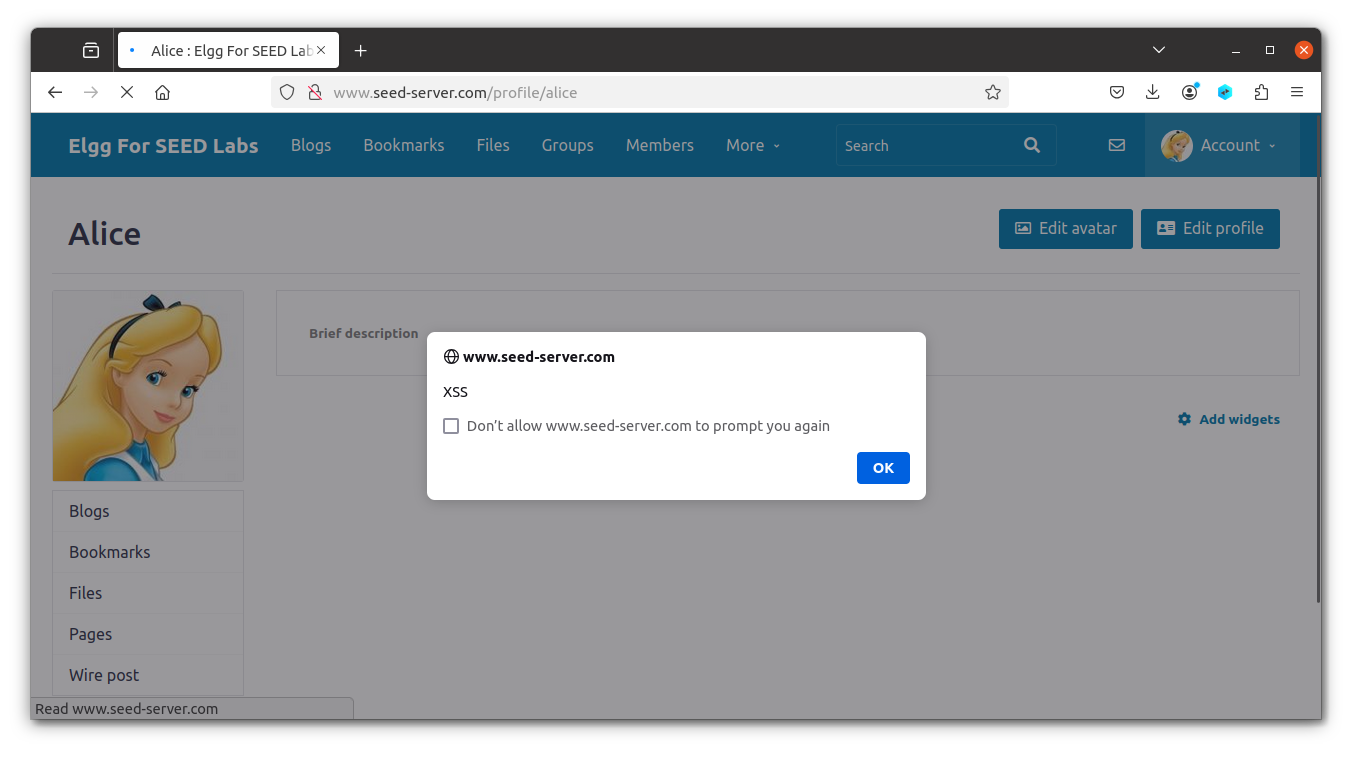 Alice : Elgg For SEED Lab
www.seed-server.com/profile/alice
Elgg For SEED Labs Blogs Bookmarks Files Groups Members More Search Account
Alice
Edit avatar Edit profile
Brief description
www.seed-server.com
XSS
Don't allow www.seed-server.com to prompt you again
OK
Add widgets
Blogs
Bookmarks
Files
Pages
Wire post
Read www.seed-server.com